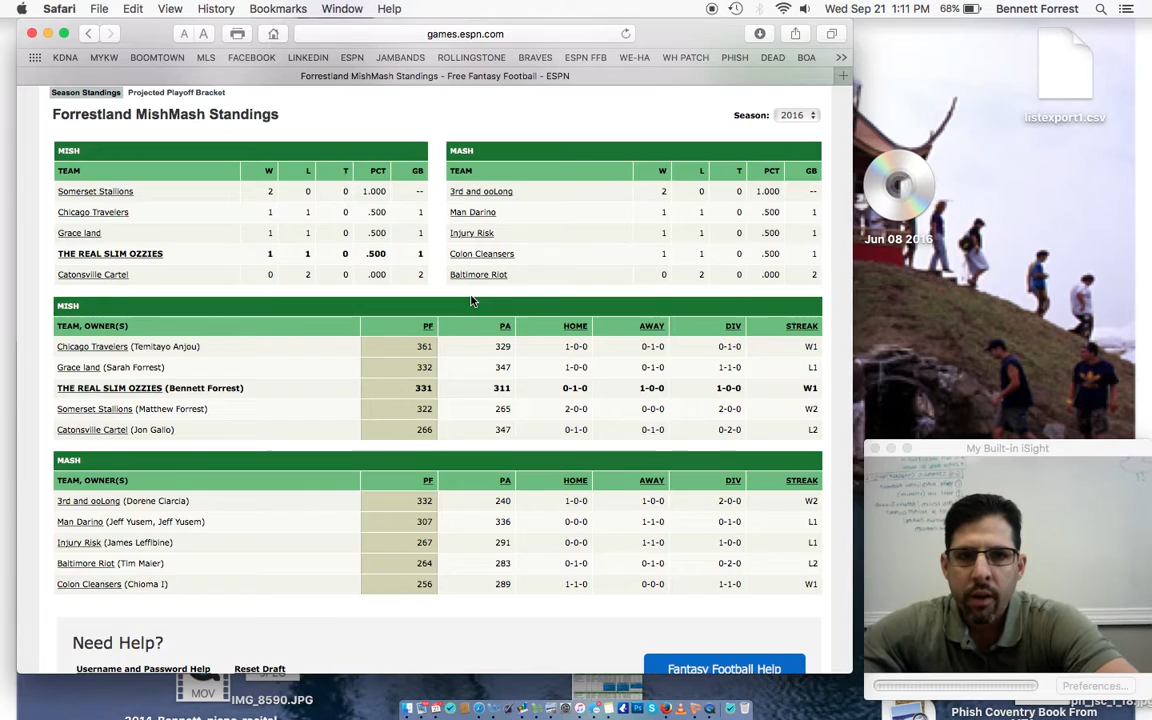 Safari File Edit View History Bookmarks Window Help Wed Sep 21 1:11 PM 68% Bennett Forrest
A A games.espn.com
KDNA MYKW BOOMTOWN MLS FACEBOOK LINKEDIN ESPN JAMBANDS ROLLINGSTONE BRAVES ESPN FFB WE-HA WH PATCH PHISH DEAD BOA >>
Forrestland MishMash Standings - Free Fantasy Football - ESPN +
Season Standings Projected Playoff Bracket
Forrestland MishMash Standings Season: 2016
MISH
TEAM W L T PCT GB
Somerset Stallions 2 0 0 1.000 --
Chicago Travelers 1 1 0 .500 1
Grace land 1 1 0 .500 1
THE REAL SLIM OZZIES 1 1 0 .500 1
Catonsville Cartel 0 2 0 .000 2
MASH
TEAM W L T PCT GB
3rd and ooLong 2 0 0 1.000 --
Man Darino 1 1 0 .500 1
Injury Risk 1 1 0 .500 1
Colon Cleansers 1 1 0 .500 1
Baltimore Riot 0 2 0 .000 2
MISH
TEAM, OWNER(S) PF PA HOME AWAY DIV STREAK
Chicago Travelers (Temitayo Anjou) 361 329 1-0-0 0-1-0 0-1-0 W1
Grace land (Sarah Forrest) 332 347 1-0-0 0-1-0 1-1-0 L1
THE REAL SLIM OZZIES (Bennett Forrest) 331 311 0-1-0 1-0-0 1-0-0 W1
Somerset Stallions (Matthew Forrest) 322 265 2-0-0 0-0-0 2-0-0 W2
Catonsville Cartel (Jon Gallo) 266 347 0-1-0 0-1-0 0-2-0 L2
MASH
TEAM, OWNER(S) PF PA HOME AWAY DIV STREAK
3rd and ooLong (Dorene Ciarcia) 332 240 1-0-0 1-0-0 2-0-0 W2
Man Darino (Jeff Yusem, Jeff Yusem) 307 336 0-0-0 1-1-0 0-1-0 L1
Injury Risk (James Leffibine) 267 291 0-0-0 1-1-0 0-1-0 L1
Baltimore Riot (Tim Maier) 264 283 0-1-0 0-1-0 0-2-0 L2
Colon Cleansers (Chioma I) 256 289 1-1-0 0-0-0 1-1-0 W1
Need Help?
Username and Password Help Reset Draft
Fantasy Football Help
listexport1.csv
Jun 08 2016
My Built-in iSight
Preferences...
MOV
IMG_8590.JPG
2014_Bennett_piano_recital
Phish Coventry Book From